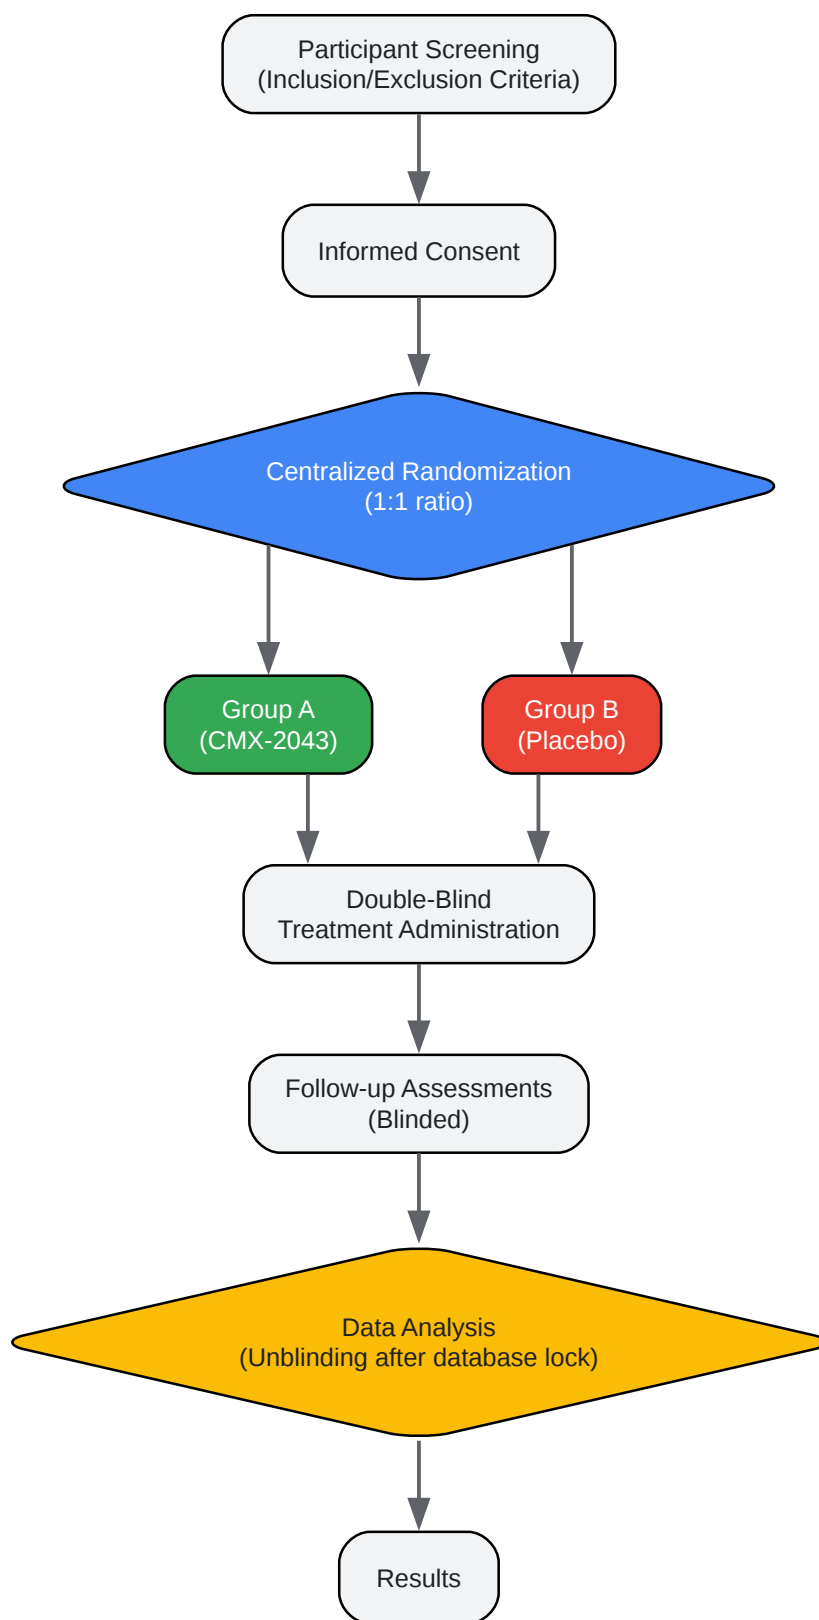 Participant Screening
(Inclusion/Exclusion Criteria)
Informed Consent
Centralized Randomization
(1:1 ratio)
Group A
(CMX-2043)
Group B
(Placebo)
Double-Blind
Treatment Administration
Follow-up Assessments
(Blinded)
Data Analysis
(Unblinding after database lock)
Results